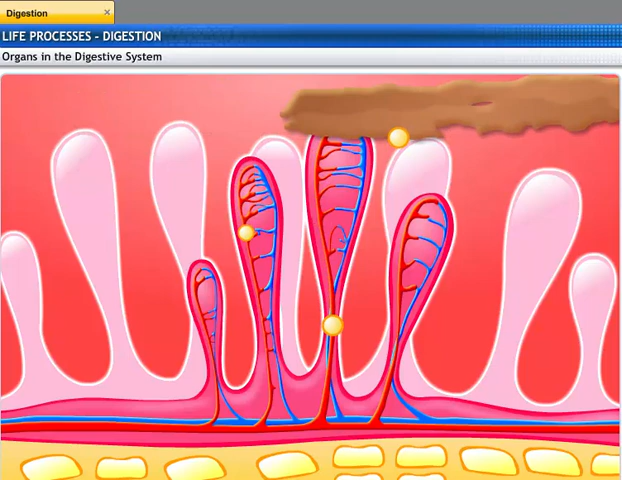 Digestion
LIFE PROCESSES - DIGESTION
Organs in the Digestive System